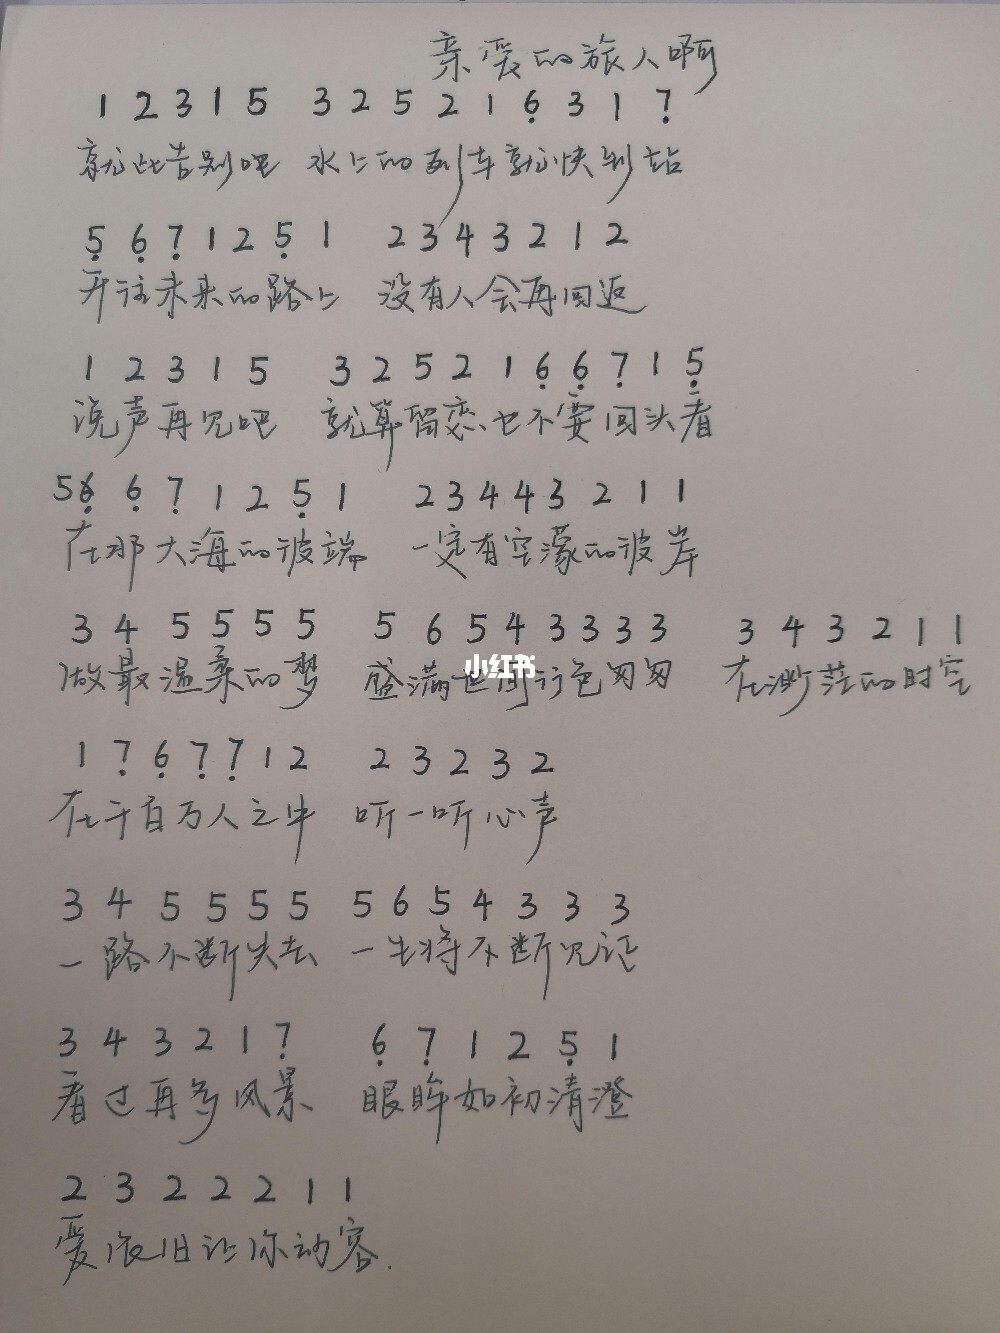 亲爱的旅人啊
1 2 3 1 5 3 2 5 2 1 6̣ 3 1 7̣
就此告别吧 水上的列车就快到站
5̣ 6̣ 7̣ 1 2 5̣ 1 2 3 4 3 2 1 2
开往未来的路上 没有人会再回返
1 2 3 1 5 3 2 5 2 1 6̣ 6̣ 7̣ 1 5̣
说声再见吧 就算留恋也不要回头看
5 6̣ 6̣ 7̣ 1 2 5̣ 1 2 3 4 4 3 2 1 1
在那大海的彼端 一定有空濛的彼岸
3 4 5 5 5 5 5 6 5 4 3 3 3 3 3 4 3 2 1 1
做最温柔的梦 盛满世间行色匆匆 在渺茫的时空
小红书
1 7̣ 6̣ 7̣ 7̣ 1 2 2 3 2 3 2
在千百万人之中 听一听心声
3 4 5 5 5 5 5 6 5 4 3 3 3
一路不断失去 一生将不断见证
3 4 3 2 1 7̣ 6̣ 7̣ 1 2 5̣ 1
看过再多风景 眼眸如初清澄
2 3 2 2 2 1 1
爱依旧让你动容.